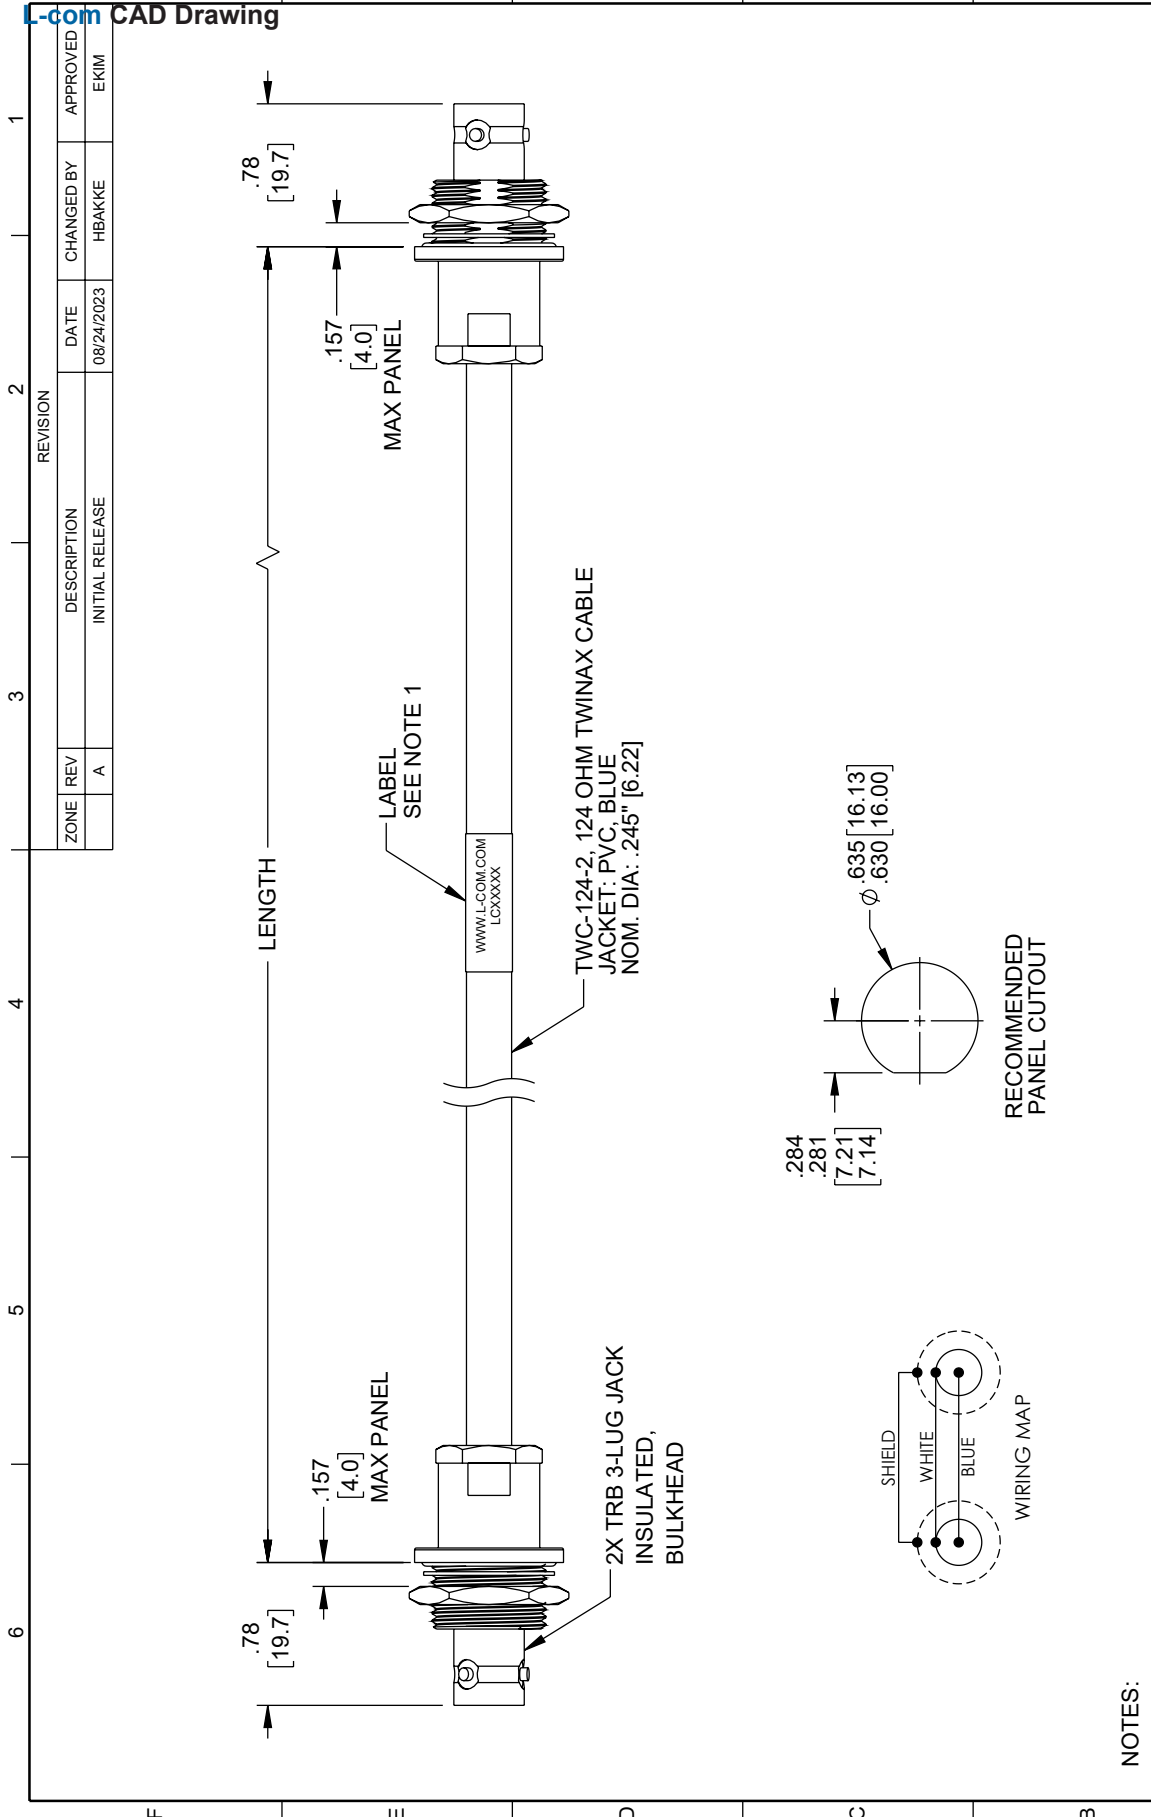 L-com CAD Drawing
REVISION
ZONE REV DESCRIPTION DATE CHANGED BY APPROVED
A INITIAL RELEASE 08/24/2023 HBAKKE EKIM
6 5 4 3 2 1
F
E
D
C
B
.78
[19.7]
.157
[4.0]
MAX PANEL
LENGTH
.78
[19.7]
.157
[4.0]
MAX PANEL
LABEL
SEE NOTE 1
WWW.L-COM.COM
LCXXXXX
2X TRB 3-LUG JACK
INSULATED,
BULKHEAD
TWC-124-2, 124 OHM TWINAX CABLE
JACKET: PVC, BLUE
NOM. DIA: .245" [6.22]
SHIELD
WHITE
BLUE
WIRING MAP
.284
.281
[7.21]
[7.14]
∅ .635 [16.13]
.630 [16.00]
RECOMMENDED
PANEL CUTOUT
NOTES: